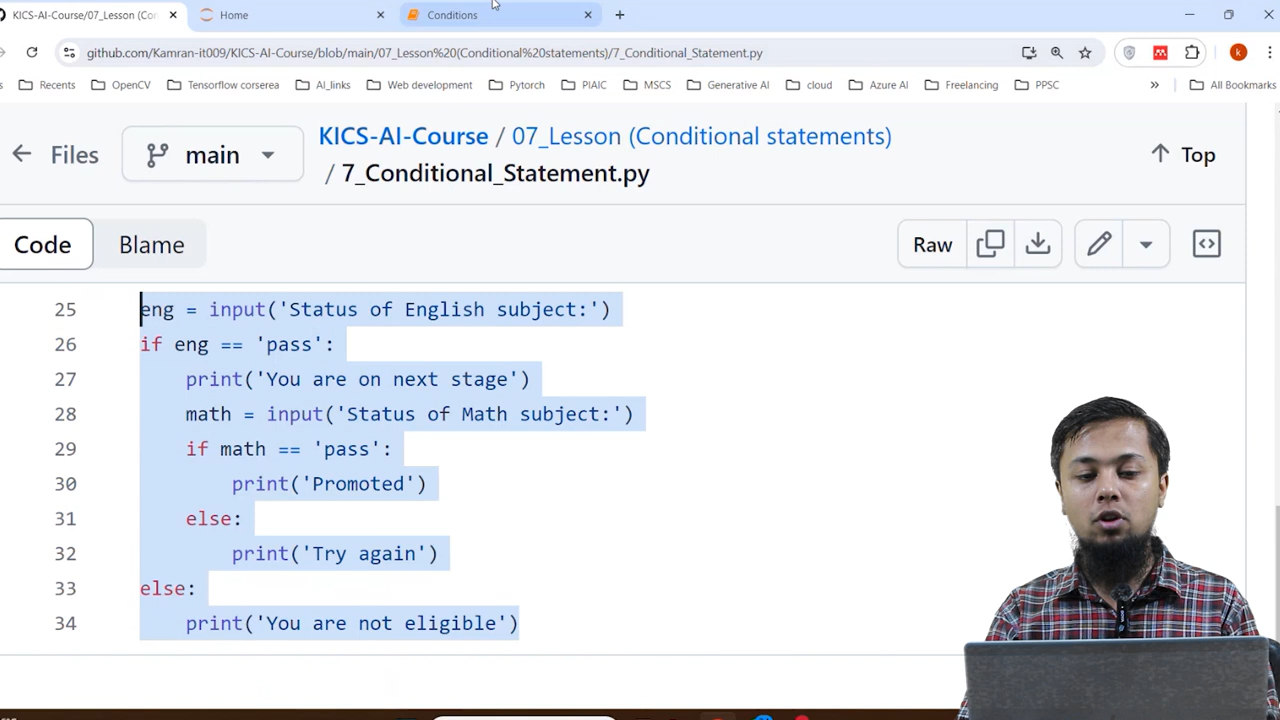 KICS-AI-Course/07_Lesson (Con
Home
Conditions
github.com/Kamran-it009/KICS-AI-Course/blob/main/07_Lesson%20(Conditional%20statements)/7_Conditional_Statement.py
k
Recents
OpenCV
Tensorflow corserea
AI_links
Web development
Pytorch
PIAIC
MSCS
Generative AI
cloud
Azure AI
Freelancing
PPSC
»
All Bookmarks
Files
main
KICS-AI-Course / 07_Lesson (Conditional statements)
/ 7_Conditional_Statement.py
Top
Code
Blame
Raw
25 eng = input('Status of English subject:')
26 if eng == 'pass':
27 print('You are on next stage')
28 math = input('Status of Math subject:')
29 if math == 'pass':
30 print('Promoted')
31 else:
32 print('Try again')
33 else:
34 print('You are not eligible')